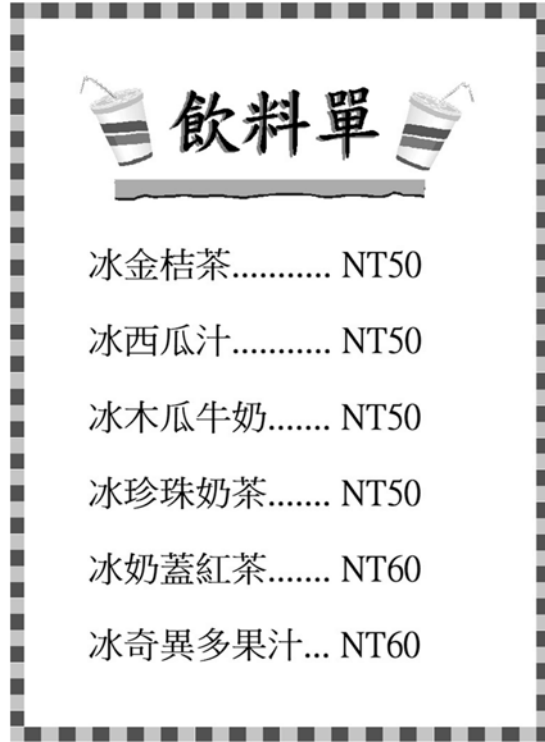 飲料單
冰金桔茶........... NT50
冰西瓜汁........... NT50
冰木瓜牛奶....... NT50
冰珍珠奶茶....... NT50
冰奶蓋紅茶....... NT60
冰奇異多果汁... NT60